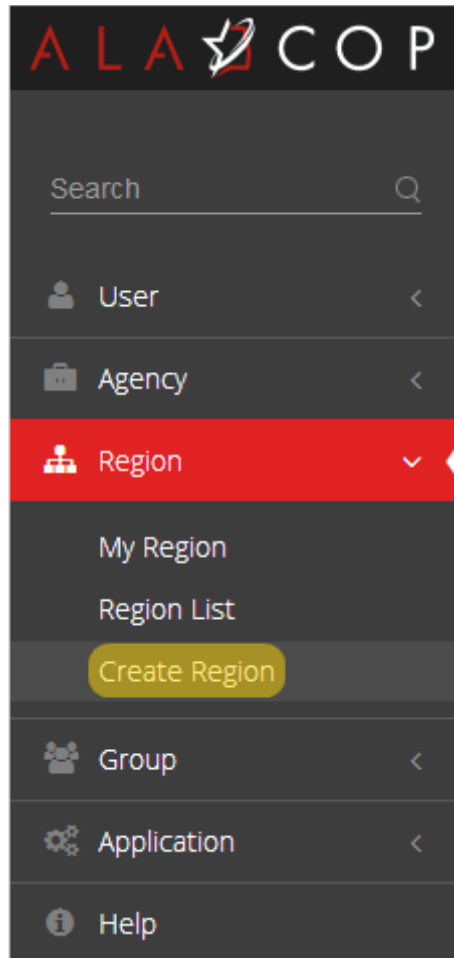 ALACOP
Search
User
Agency
Region
My Region
Region List
Create Region
Group
Application
Help